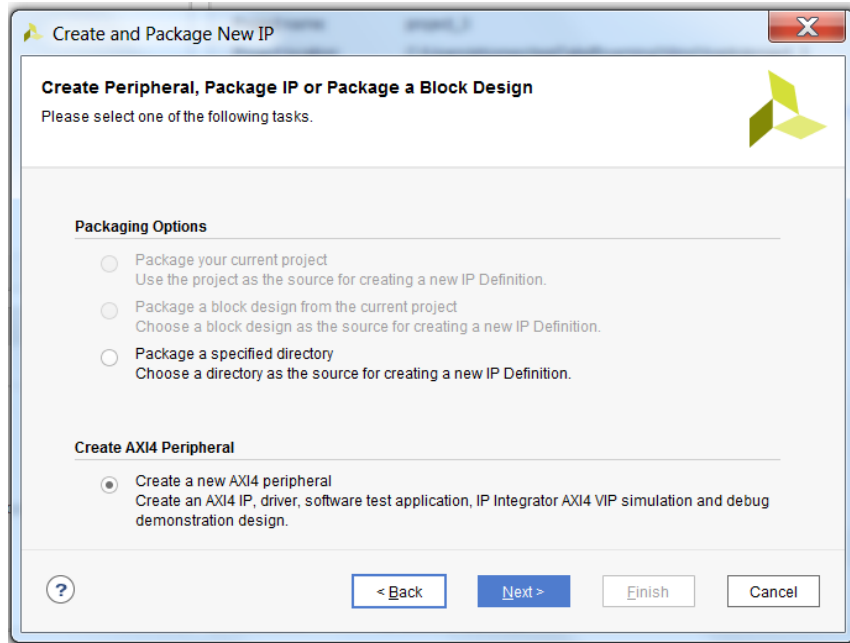 Create and Package New IP
Create Peripheral, Package IP or Package a Block Design
Please select one of the following tasks.
Packaging Options
Package your current project
Use the project as the source for creating a new IP Definition.
Package a block design from the current project
Choose a block design as the source for creating a new IP Definition.
Package a specified directory
Choose a directory as the source for creating a new IP Definition.
Create AXI4 Peripheral
Create a new AXI4 peripheral
Create an AXI4 IP, driver, software test application, IP Integrator AXI4 VIP simulation and debug
demonstration design.
? < Back Next > Finish Cancel